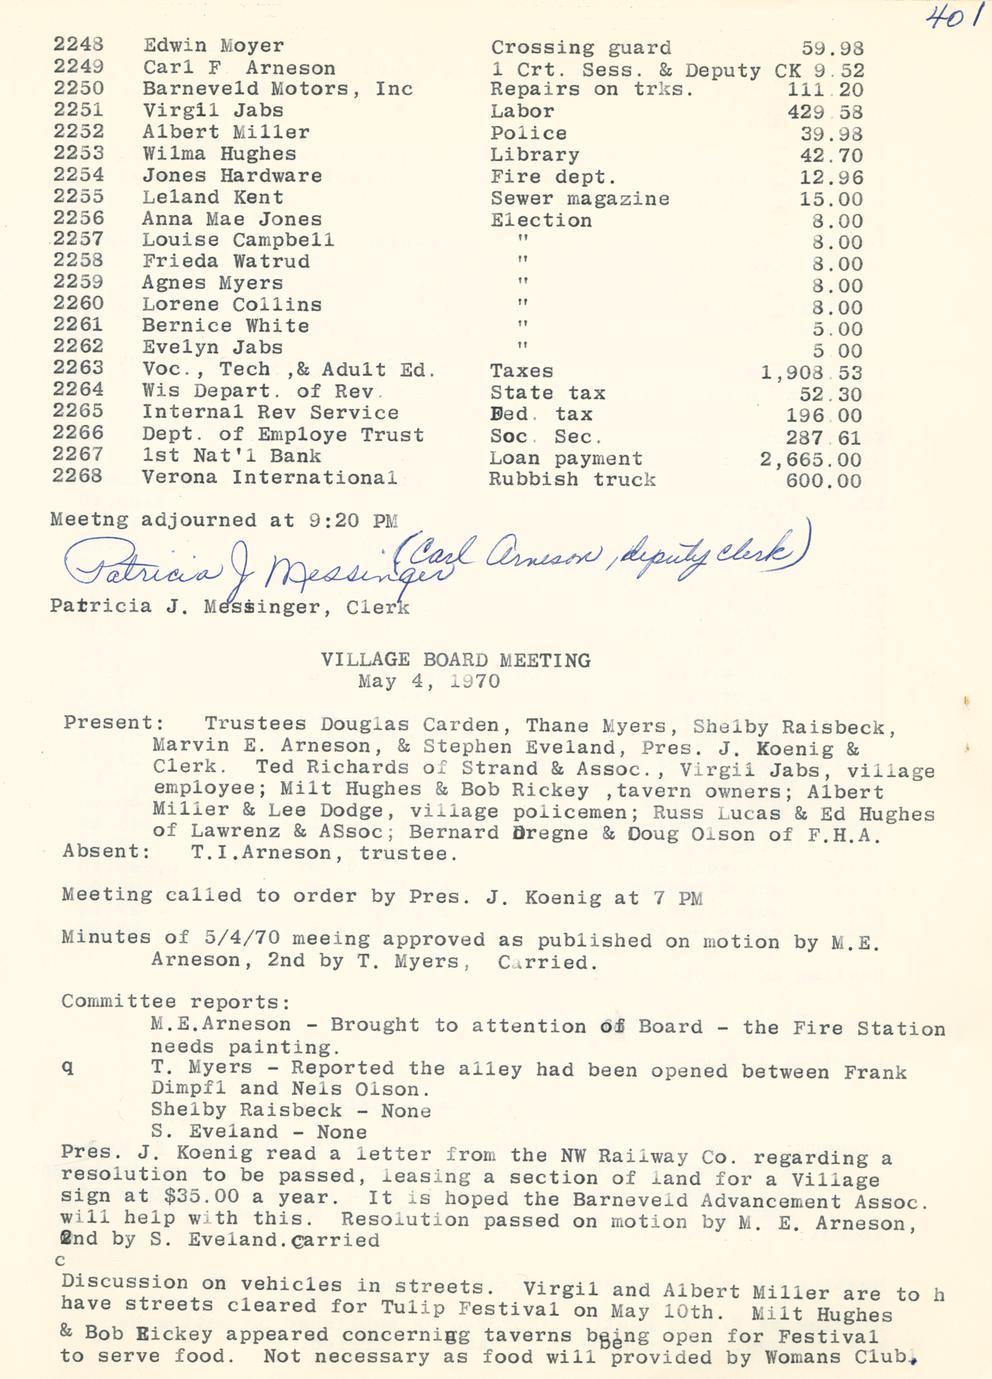 401
2248 Edwin Moyer Crossing guard 59.98
2249 Carl F Arneson 1 Crt. Sess. & Deputy CK 9.52
2250 Barneveld Motors, Inc Repairs on trks. 111.20
2251 Virgil Jabs Labor 429 58
2252 Albert Miller Police 39.98
2253 Wilma Hughes Library 42.70
2254 Jones Hardware Fire dept. 12.96
2255 Leland Kent Sewer magazine 15.00
2256 Anna Mae Jones Election 8.00
2257 Louise Campbell " 8.00
2258 Frieda Watrud " 8.00
2259 Agnes Myers " 8.00
2260 Lorene Collins " 8.00
2261 Bernice White " 5.00
2262 Evelyn Jabs " 5 00
2263 Voc., Tech ,& Adult Ed. Taxes 1,908.53
2264 Wis Depart. of Rev. State tax 52.30
2265 Internal Rev Service Fed. tax 196.00
2266 Dept. of Employe Trust Soc. Sec. 287 61
2267 1st Nat'l Bank Loan payment 2,665.00
2268 Verona International Rubbish truck 600.00
Meetng adjourned at 9:20 PM
Patricia J Messinger (Carl Arneson, deputy clerk)
Patricia J. Messinger, Clerk
VILLAGE BOARD MEETING
May 4, 1970
Present: Trustees Douglas Carden, Thane Myers, Shelby Raisbeck,
Marvin E. Arneson, & Stephen Eveland, Pres. J. Koenig &
Clerk. Ted Richards of Strand & Assoc., Virgil Jabs, village
employee; Milt Hughes & Bob Rickey ,tavern owners; Albert
Miller & Lee Dodge, village policemen; Russ Lucas & Ed Hughes
of Lawrenz & ASsoc; Bernard Dregne & Doug Olson of F.H.A.
Absent: T.I.Arneson, trustee.
Meeting called to order by Pres. J. Koenig at 7 PM
Minutes of 5/4/70 meeing approved as published on motion by M.E.
Arneson, 2nd by T. Myers, Carried.
Committee reports:
M.E.Arneson - Brought to attention of Board - the Fire Station
needs painting.
q T. Myers - Reported the alley had been opened between Frank
Dimpfl and Nels Olson.
Shelby Raisbeck - None
S. Eveland - None
Pres. J. Koenig read a letter from the NW Railway Co. regarding a
resolution to be passed, leasing a section of land for a Village
sign at $35.00 a year. It is hoped the Barneveld Advancement Assoc.
will help with this. Resolution passed on motion by M. E. Arneson,
2nd by S. Eveland.carried
c
Discussion on vehicles in streets. Virgil and Albert Miller are to h
have streets cleared for Tulip Festival on May 10th. Milt Hughes
& Bob Rickey appeared concernigg taverns being open for Festival
to serve food. Not necessary as food will be provided by Womans Club.